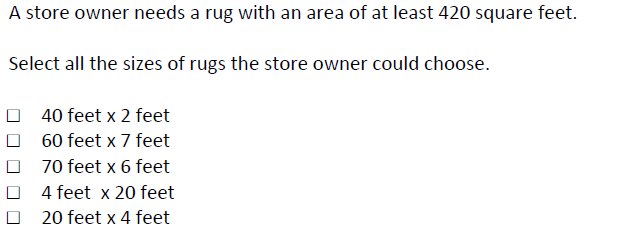 A store owner needs a rug with an area of at least 420 square feet.
Select all the sizes of rugs the store owner could choose.
☐ 40 feet x 2 feet
☐ 60 feet x 7 feet
☐ 70 feet x 6 feet
☐ 4 feet  x 20 feet
☐ 20 feet x 4 feet